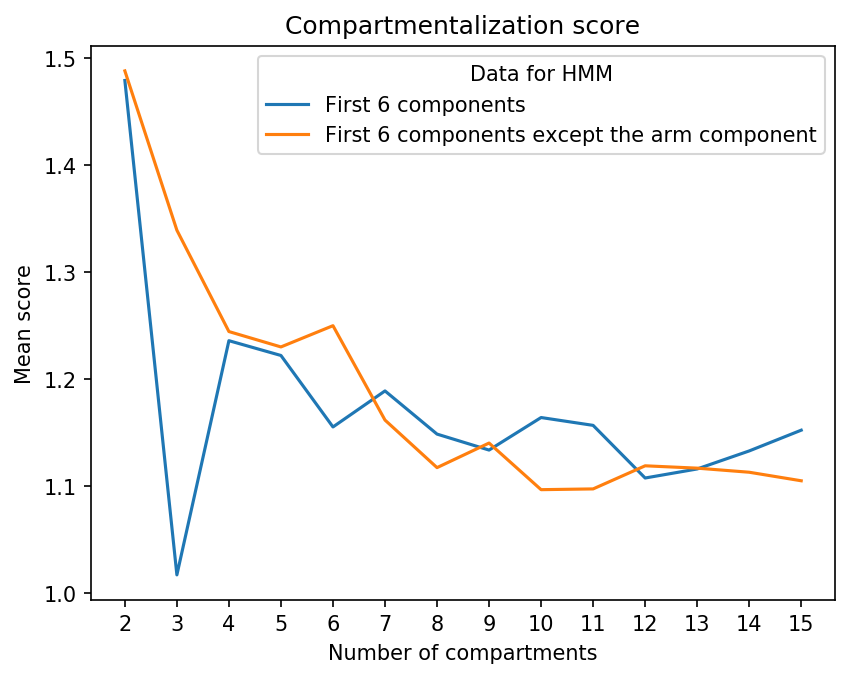 Compartmentalization score
Data for HMM
First 6 components
First 6 components except the arm component
Mean score
1.5
1.4
1.3
1.2
1.1
1.0
2 3 4 5 6 7 8 9 10 11 12 13 14 15
Number of compartments